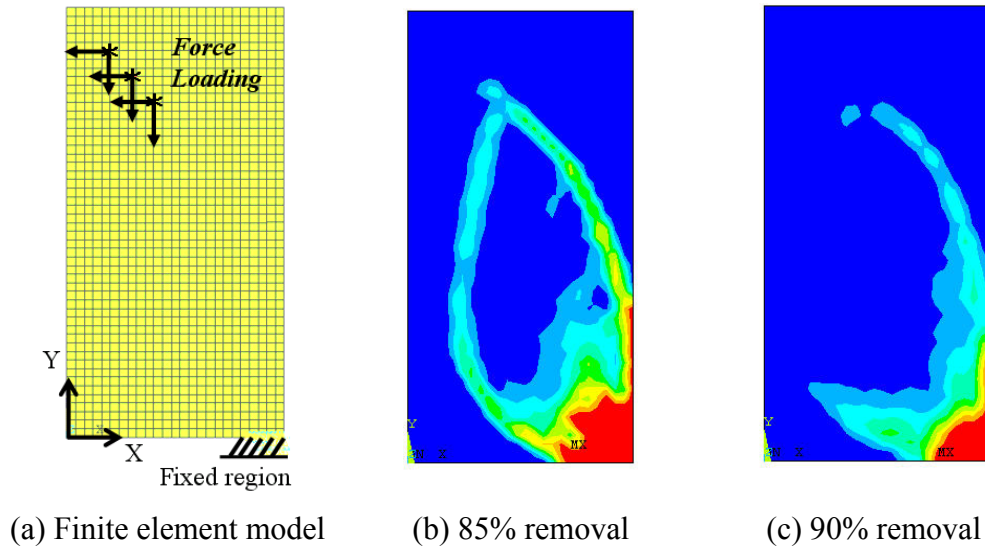 Force
Loading
Y
X
Fixed region
Y
X
MX
Y
X
MX
(a) Finite element model
(b) 85% removal
(c) 90% removal